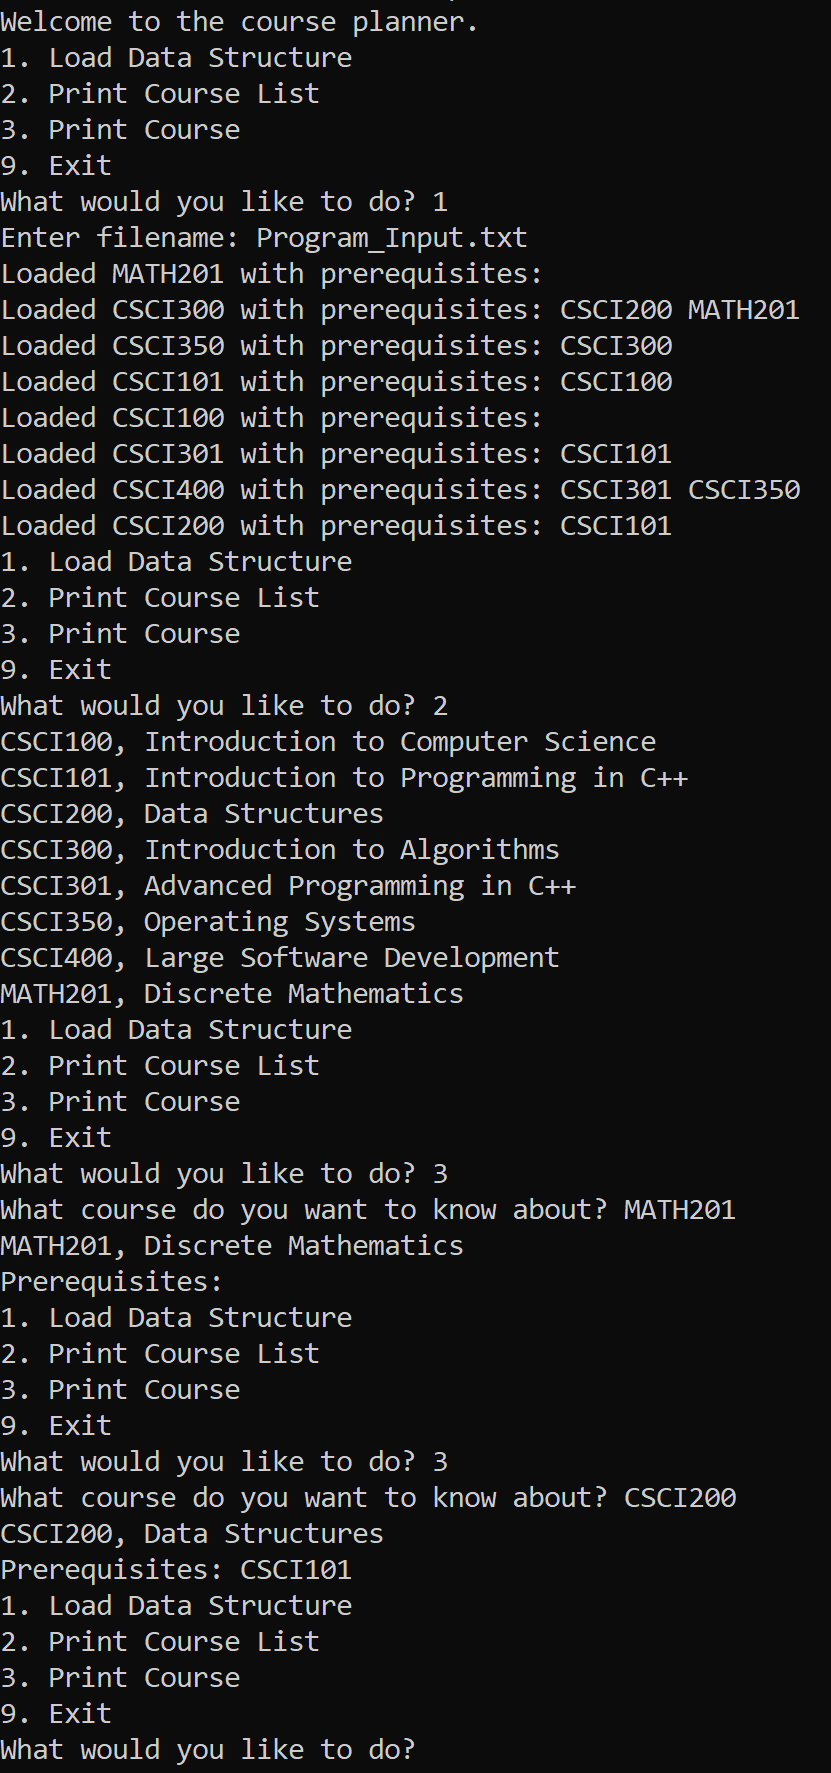 Welcome to the course planner.
1. Load Data Structure
2. Print Course List
3. Print Course
9. Exit
What would you like to do? 1
Enter filename: Program_Input.txt
Loaded MATH201 with prerequisites:
Loaded CSCI300 with prerequisites: CSCI200 MATH201
Loaded CSCI350 with prerequisites: CSCI300
Loaded CSCI101 with prerequisites: CSCI100
Loaded CSCI100 with prerequisites:
Loaded CSCI301 with prerequisites: CSCI101
Loaded CSCI400 with prerequisites: CSCI301 CSCI350
Loaded CSCI200 with prerequisites: CSCI101
1. Load Data Structure
2. Print Course List
3. Print Course
9. Exit
What would you like to do? 2
CSCI100, Introduction to Computer Science
CSCI101, Introduction to Programming in C++
CSCI200, Data Structures
CSCI300, Introduction to Algorithms
CSCI301, Advanced Programming in C++
CSCI350, Operating Systems
CSCI400, Large Software Development
MATH201, Discrete Mathematics
1. Load Data Structure
2. Print Course List
3. Print Course
9. Exit
What would you like to do? 3
What course do you want to know about? MATH201
MATH201, Discrete Mathematics
Prerequisites:
1. Load Data Structure
2. Print Course List
3. Print Course
9. Exit
What would you like to do? 3
What course do you want to know about? CSCI200
CSCI200, Data Structures
Prerequisites: CSCI101
1. Load Data Structure
2. Print Course List
3. Print Course
9. Exit
What would you like to do?